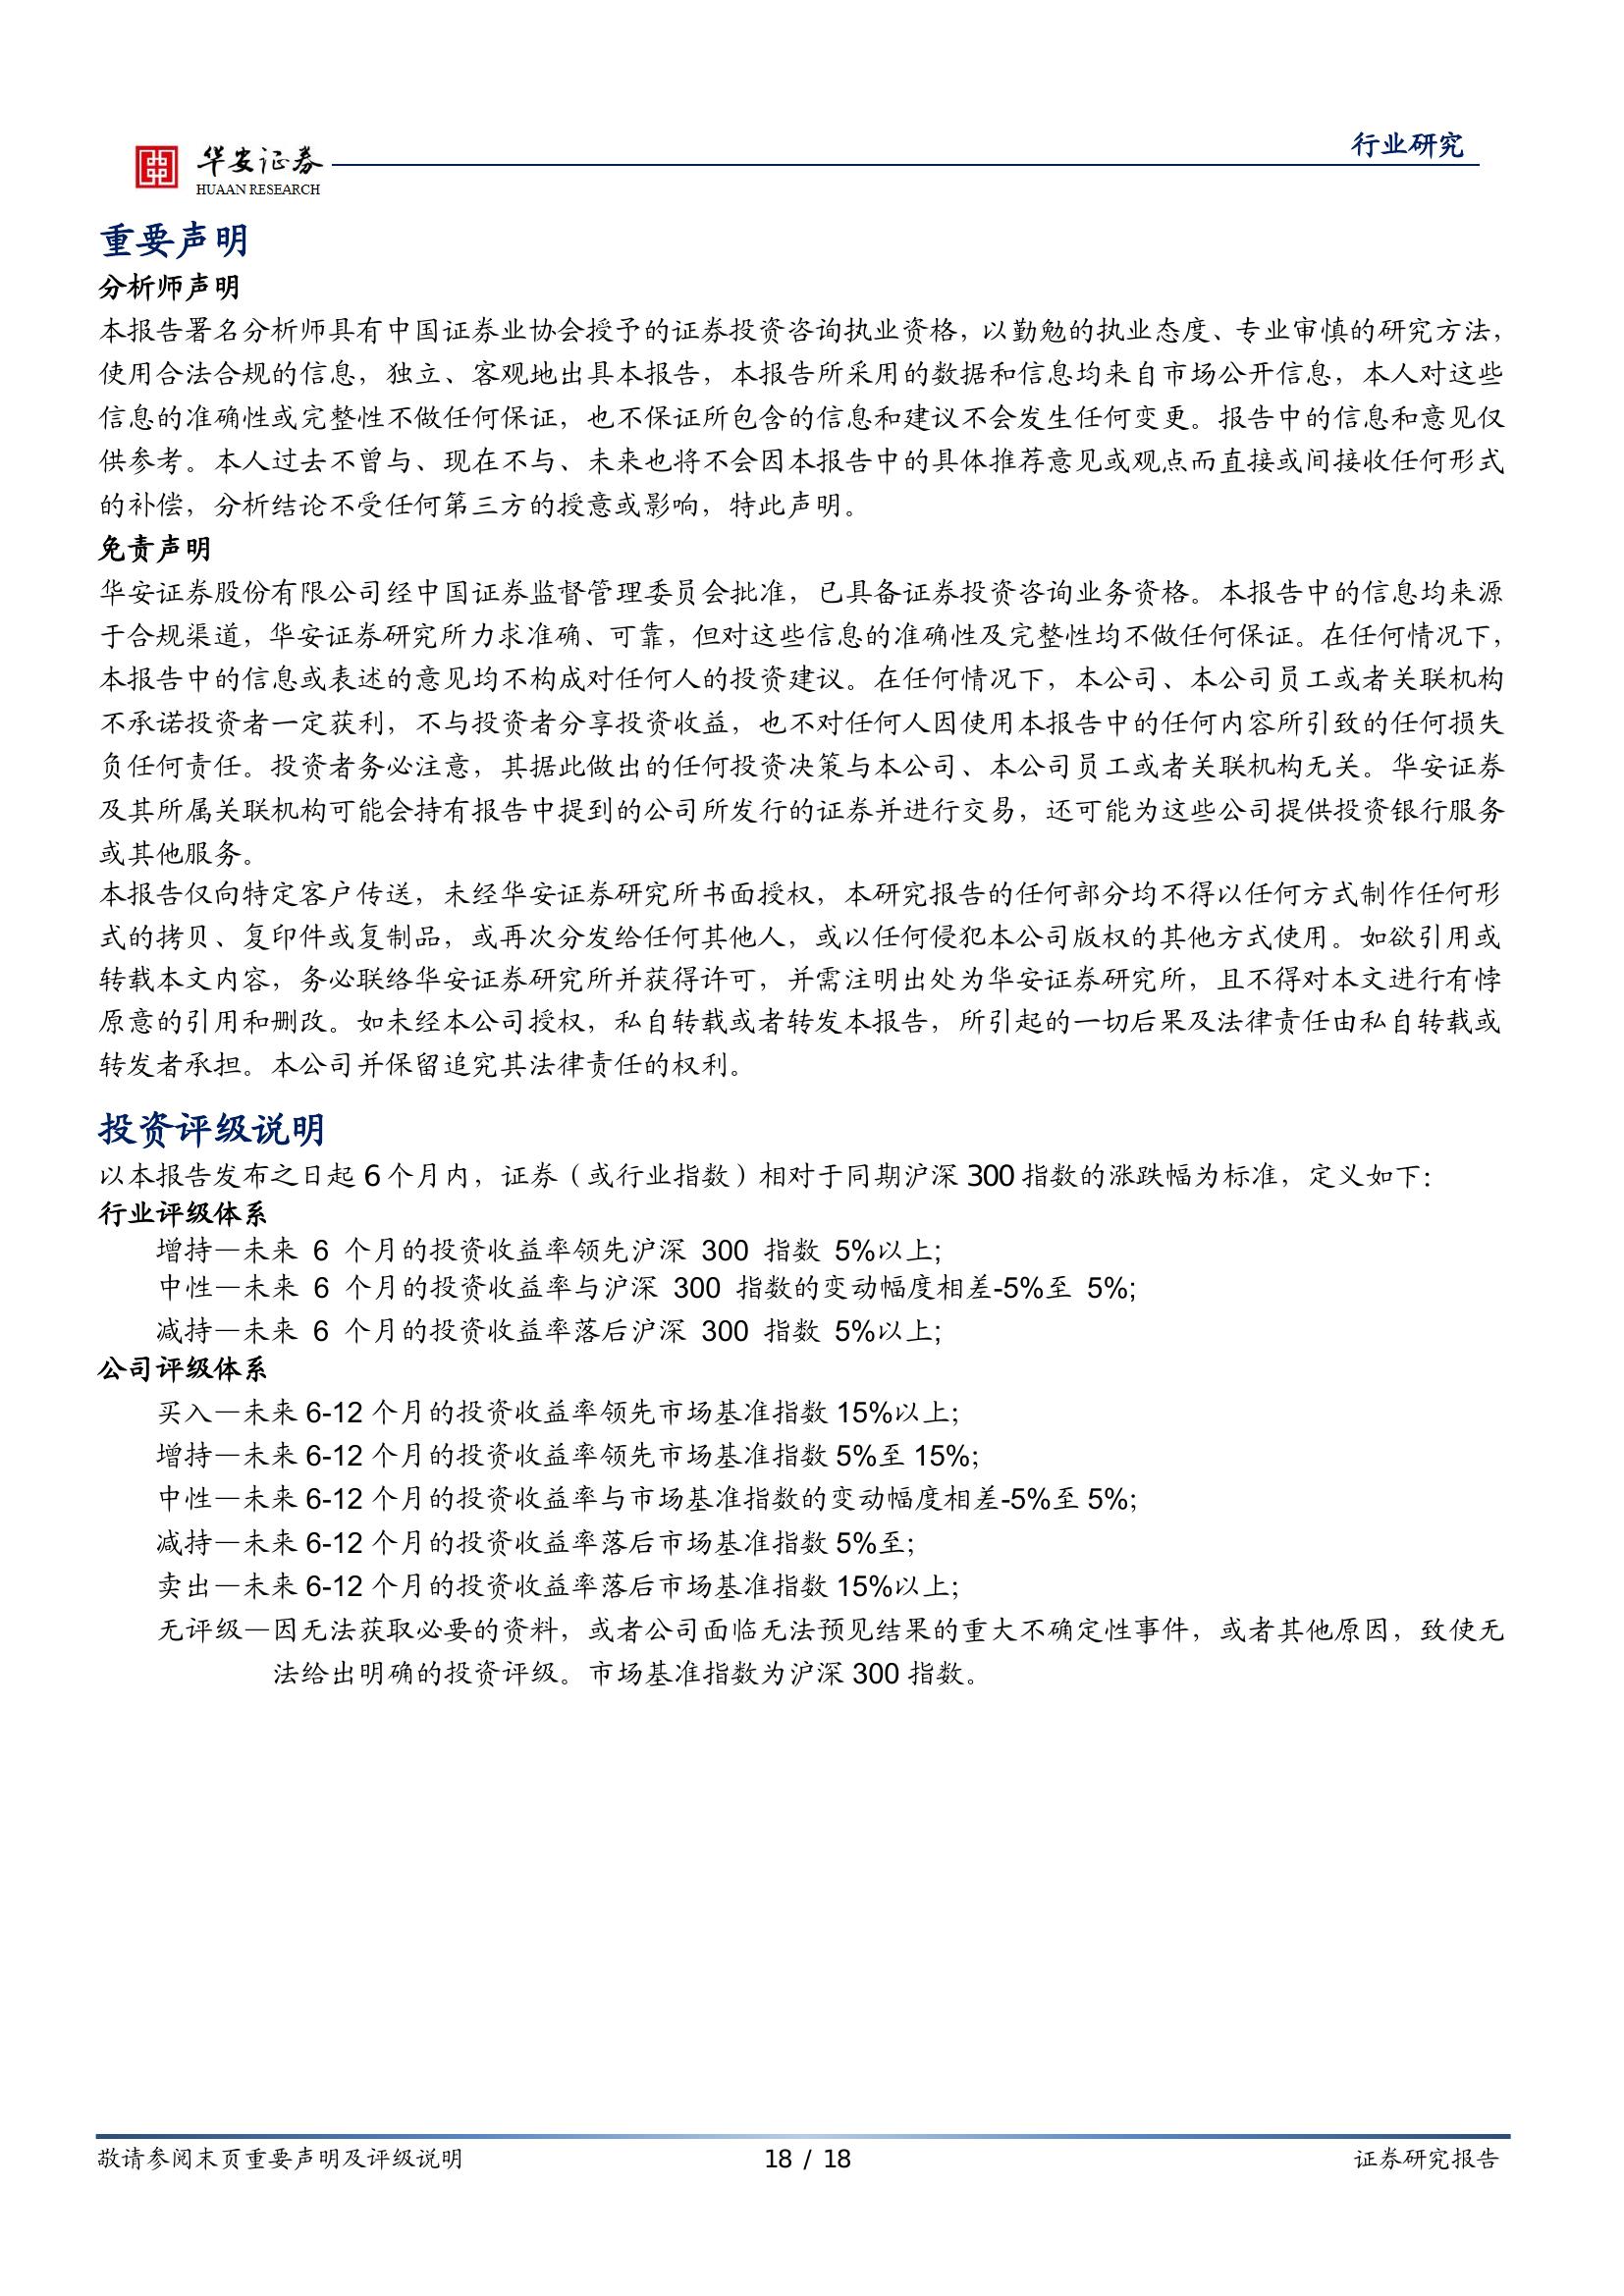 华安证券
HUAAN RESEARCH
行业研究
重要声明
分析师声明
本报告署名分析师具有中国证券业协会授予的证券投资咨询执业资格，以勤勉的执业态度、专业审慎的研究方法，
使用合法合规的信息，独立、客观地出具本报告，本报告所采用的数据和信息均来自市场公开信息，本人对这些
信息的准确性或完整性不做任何保证，也不保证所包含的信息和建议不会发生任何变更。报告中的信息和意见仅
供参考。本人过去不曾与、现在不与、未来也将不会因本报告中的具体推荐意见或观点而直接或间接收任何形式
的补偿，分析结论不受任何第三方的授意或影响，特此声明。
免责声明
华安证券股份有限公司经中国证券监督管理委员会批准，已具备证券投资咨询业务资格。本报告中的信息均来源
于合规渠道，华安证券研究所力求准确、可靠，但对这些信息的准确性及完整性均不做任何保证。在任何情况下，
本报告中的信息或表述的意见均不构成对任何人的投资建议。在任何情况下，本公司、本公司员工或者关联机构
不承诺投资者一定获利，不与投资者分享投资收益，也不对任何人因使用本报告中的任何内容所引致的任何损失
负任何责任。投资者务必注意，其据此做出的任何投资决策与本公司、本公司员工或者关联机构无关。华安证券
及其所属关联机构可能会持有报告中提到的公司所发行的证券并进行交易，还可能为这些公司提供投资银行服务
或其他服务。
本报告仅向特定客户传送，未经华安证券研究所书面授权，本研究报告的任何部分均不得以任何方式制作任何形
式的拷贝、复印件或复制品，或再次分发给任何其他人，或以任何侵犯本公司版权的其他方式使用。如欲引用或
转载本文内容，务必联络华安证券研究所并获得许可，并需注明出处为华安证券研究所，且不得对本文进行有悖
原意的引用和删改。如未经本公司授权，私自转载或者转发本报告，所引起的一切后果及法律责任由私自转载或
转发者承担。本公司并保留追究其法律责任的权利。
投资评级说明
以本报告发布之日起 6 个月内，证券（或行业指数）相对于同期沪深 300 指数的涨跌幅为标准，定义如下：
行业评级体系
增持—未来 6 个月的投资收益率领先沪深 300 指数 5%以上;
中性—未来 6 个月的投资收益率与沪深 300 指数的变动幅度相差-5%至 5%;
减持—未来 6 个月的投资收益率落后沪深 300 指数 5%以上;
公司评级体系
买入—未来 6-12 个月的投资收益率领先市场基准指数 15%以上;
增持—未来 6-12 个月的投资收益率领先市场基准指数 5%至 15%;
中性—未来 6-12 个月的投资收益率与市场基准指数的变动幅度相差-5%至 5%;
减持—未来 6-12 个月的投资收益率落后市场基准指数 5%至;
卖出—未来 6-12 个月的投资收益率落后市场基准指数 15%以上;
无评级—因无法获取必要的资料，或者公司面临无法预见结果的重大不确定性事件，或者其他原因，致使无
法给出明确的投资评级。市场基准指数为沪深 300 指数。
敬请参阅末页重要声明及评级说明
18 / 18
证券研究报告